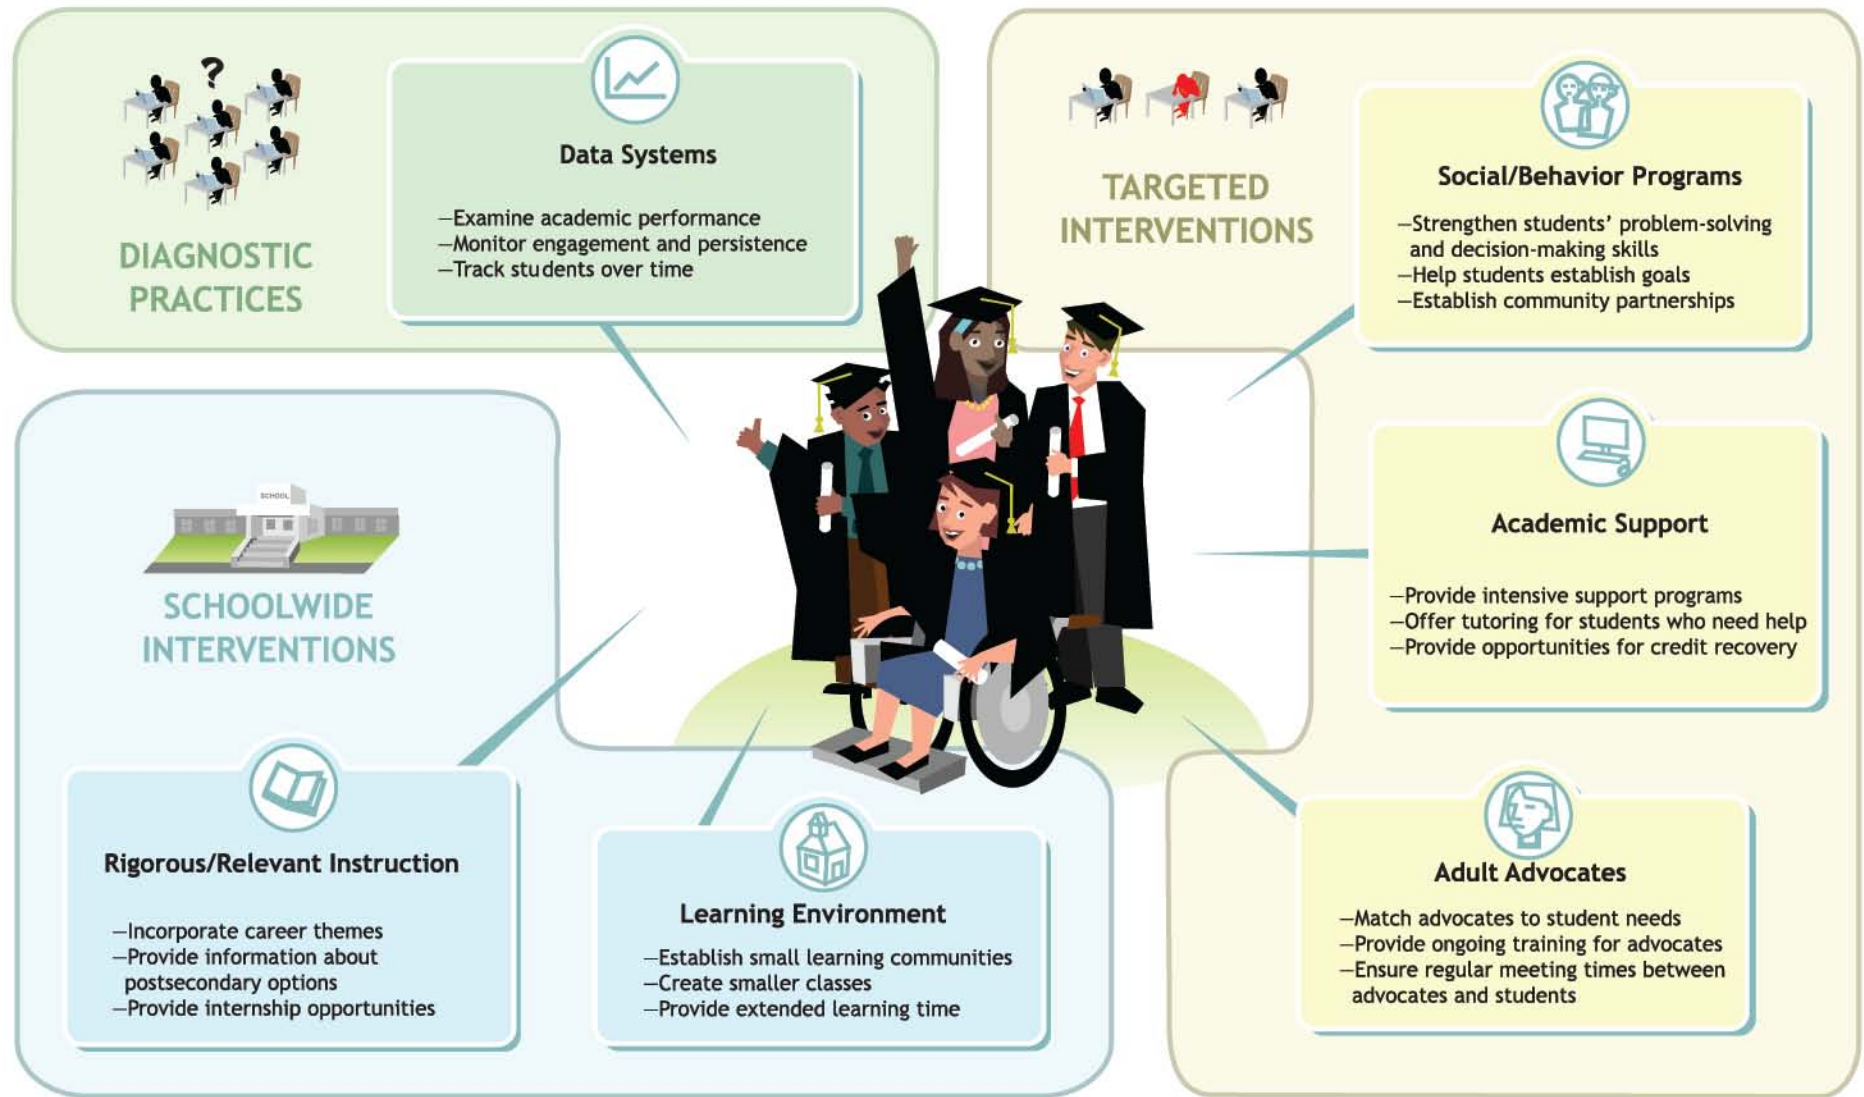 ?
DIAGNOSTIC
PRACTICES
Data Systems
—Examine academic performance
—Monitor engagement and persistence
—Track students over time
TARGETED
INTERVENTIONS
Social/Behavior Programs
—Strengthen students’ problem-solving
and decision-making skills
—Help students establish goals
—Establish community partnerships
Academic Support
—Provide intensive support programs
—Offer tutoring for students who need help
—Provide opportunities for credit recovery
Adult Advocates
—Match advocates to student needs
—Provide ongoing training for advocates
—Ensure regular meeting times between
advocates and students
SCHOOL
SCHOOLWIDE
INTERVENTIONS
Rigorous/Relevant Instruction
—Incorporate career themes
—Provide information about
postsecondary options
—Provide internship opportunities
Learning Environment
—Establish small learning communities
—Create smaller classes
—Provide extended learning time